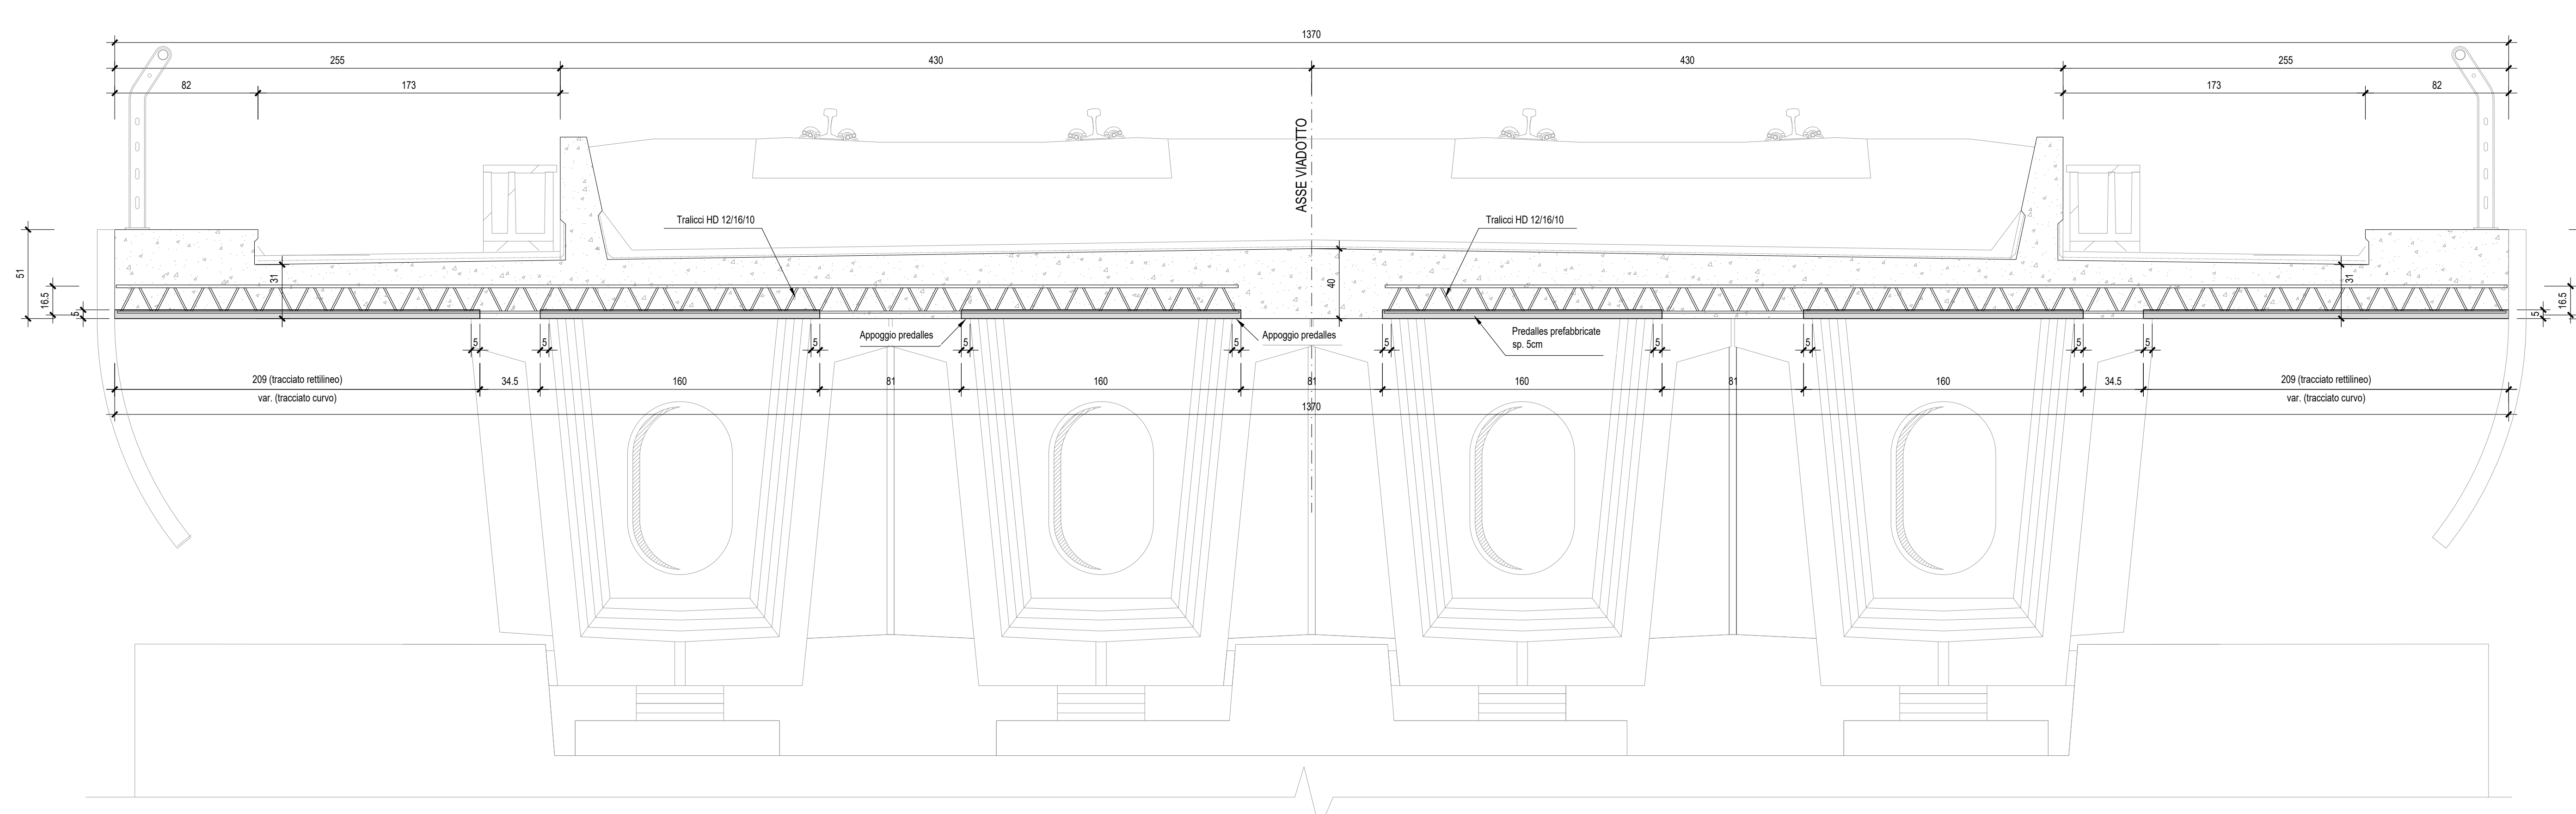 1370
255 430 430 255
82 173 173 82
ASSE VIADOTTO
Tralicci HD 12/16/10 Tralicci HD 12/16/10
51 16.5 5 31 40 31 5 16.5
Appoggio predalles Appoggio predalles Predalles prefabbricate
sp. 5cm
5 5 5 5 5 5 5 5 5 5
209 (tracciato rettilineo) 34.5 160 81 160 81 160 81 160 34.5 209 (tracciato rettilineo)
var. (tracciato curvo) var. (tracciato curvo)
1370